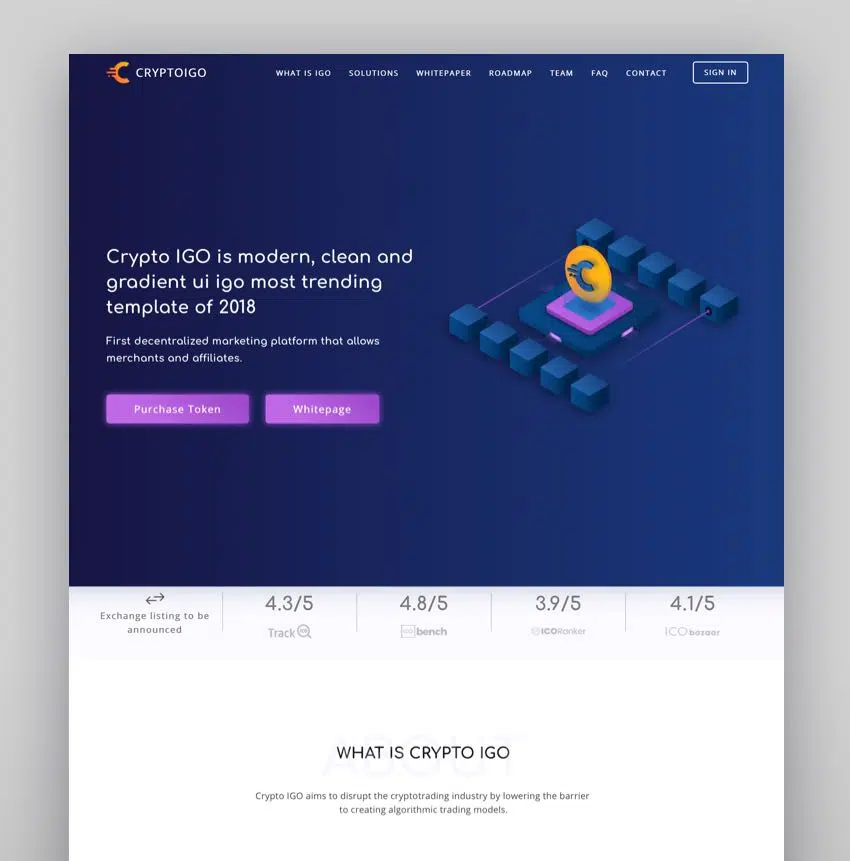 CRYPTOIGO
WHAT IS IGO
SOLUTIONS
WHITEPAPER
ROADMAP
TEAM
FAQ
CONTACT
SIGN IN
Crypto IGO is modern, clean and
gradient ui igo most trending
template of 2018
First decentralized marketing platform that allows
merchants and affiliates.
Purchase Token
Whitepage
Exchange listing to be
announced
4.3/5
Track ICO
4.8/5
ICO bench
3.9/5
ICORanker
4.1/5
ICO bazaar
ABOUT
WHAT IS CRYPTO IGO
Crypto IGO aims to disrupt the cryptotrading industry by lowering the barrier
to creating algorithmic trading models.